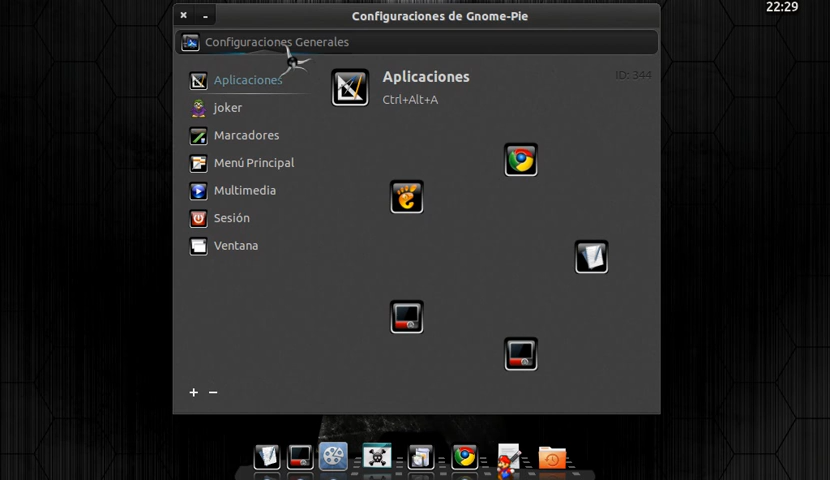 22:29
Configuraciones de Gnome-Pie
Configuraciones Generales
Aplicaciones
joker
Marcadores
Menú Principal
Multimedia
Sesión
Ventana
Aplicaciones
Ctrl+Alt+A
ID: 344